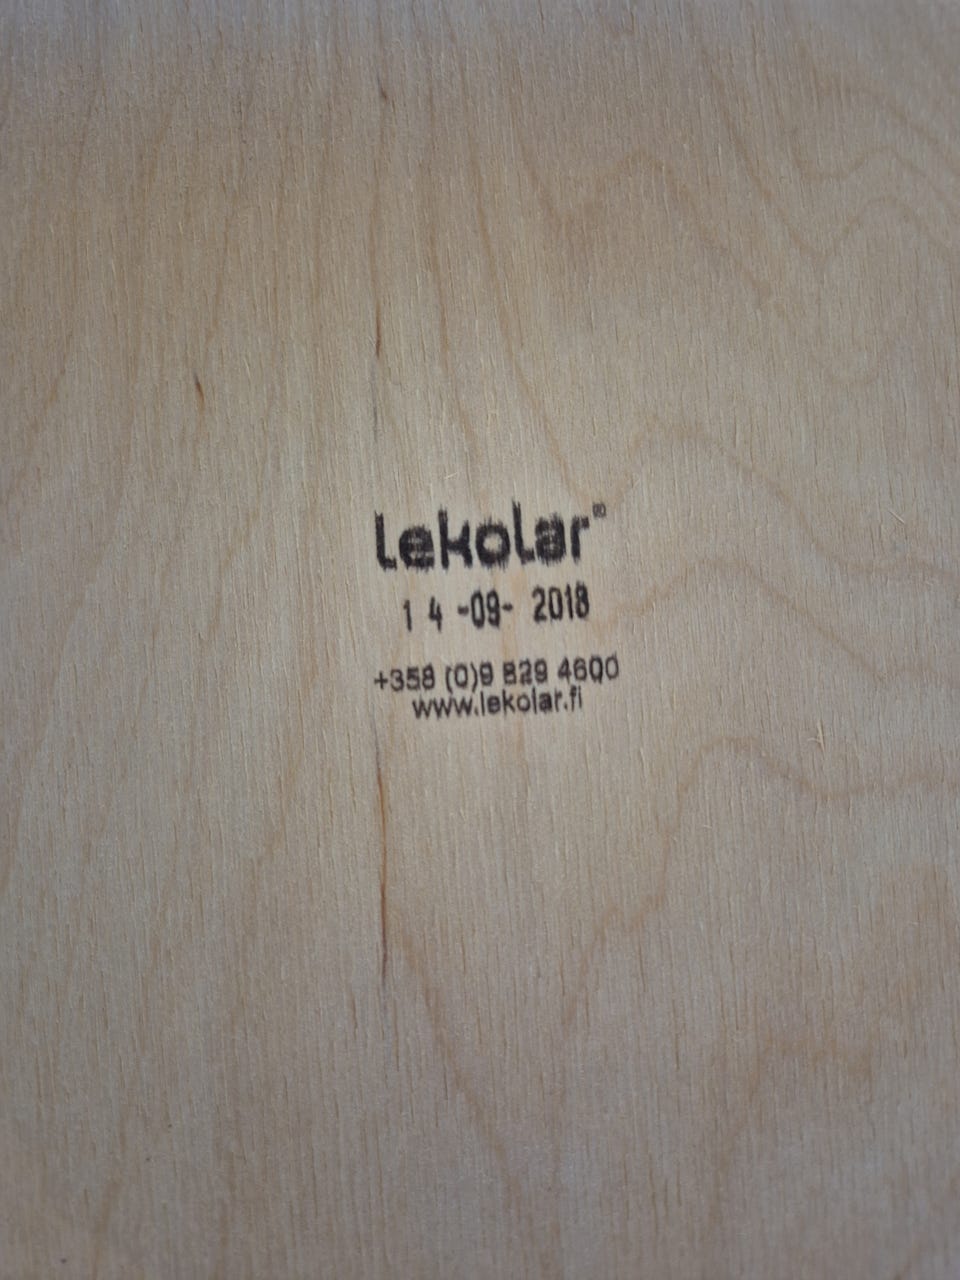 lekolar®
1 4 -09- 2018
+358 (0)9 829 4600
www.lekolar.fi